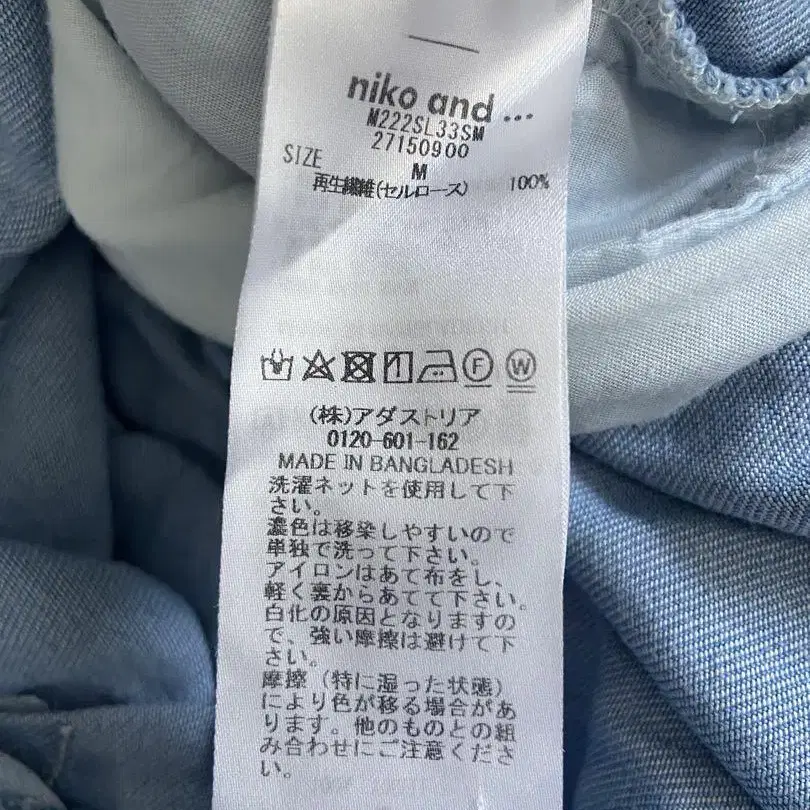 niko and ...
M222SL33SM
27150900
SIZE M
再生繊維(セルロース) 100%
F W
(株)アダストリア
0120-601-162
MADE IN BANGLADESH
洗濯ネットを使用して下
さい。
濃色は移染しやすいので
単独で洗って下さい。
アイロンはあて布をし、
軽く裏からあてて下さい。
白化の原因となりますの
で、強い摩擦は避けて下
さい。
摩擦（特に湿った状態）
により色が移る場合があ
ります。他のものとの組
み合わせにご注意くださ
い。